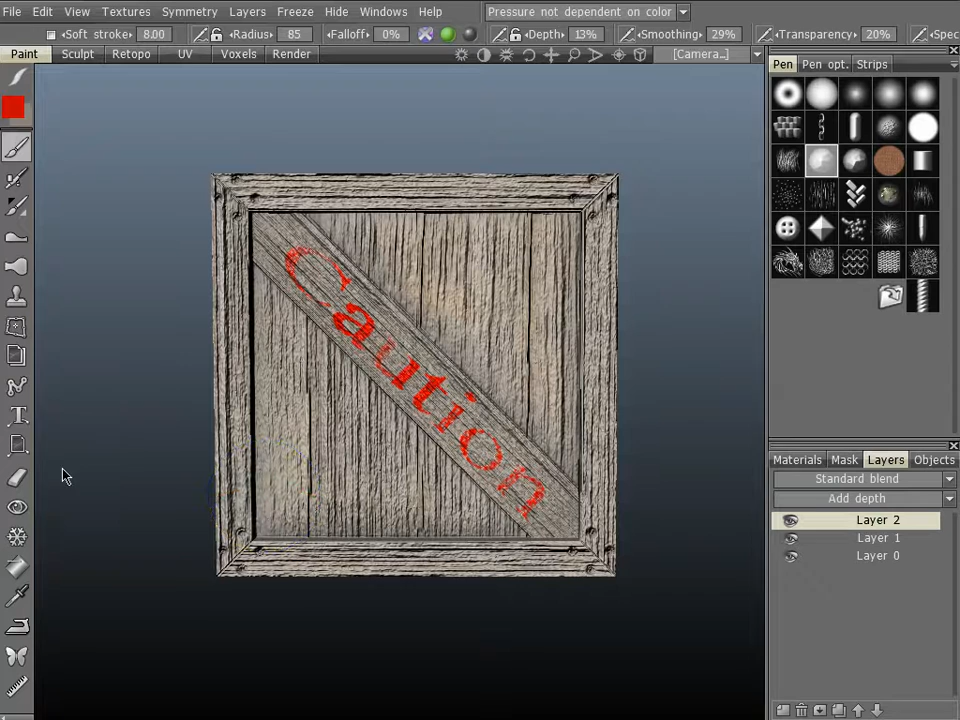 File Edit View Textures Symmetry Layers Freeze Hide Windows Help Pressure not dependent on color
Soft stroke: 8.00 Radius: 85 Falloff: 0% Depth: 13% Smoothing: 29% Transparency: 20% Spec
Paint Sculpt Retopo UV Voxels Render [Camera...]
Pen Pen opt. Strips
Caution
Materials Mask Layers Objects
Standard blend
Add depth
Layer 2
Layer 1
Layer 0